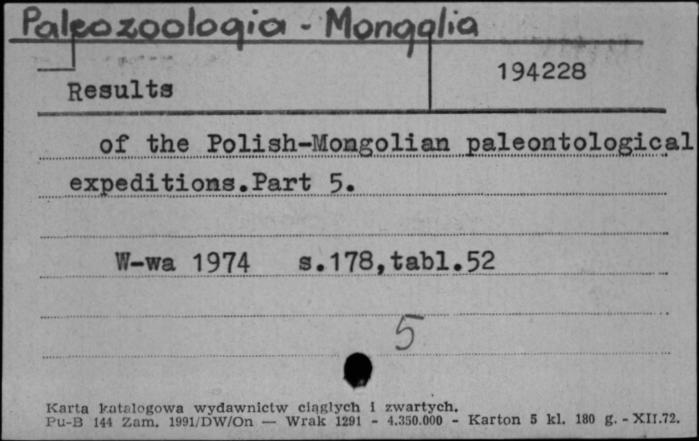 Paleozoologia - Mongolia
194228
Results
of the Polish-Mongolian paleontological
expeditions.Part 5.
W-wa 1974 s.178,tabl.52
5
Karta katalogowa wydawnictw ciągłych i zwartych.
Pu-B 144 Zam. 1991/DW/On — Wrak 1291 - 4.350.000 - Karton 5 kl. 180 g. - XII.72.